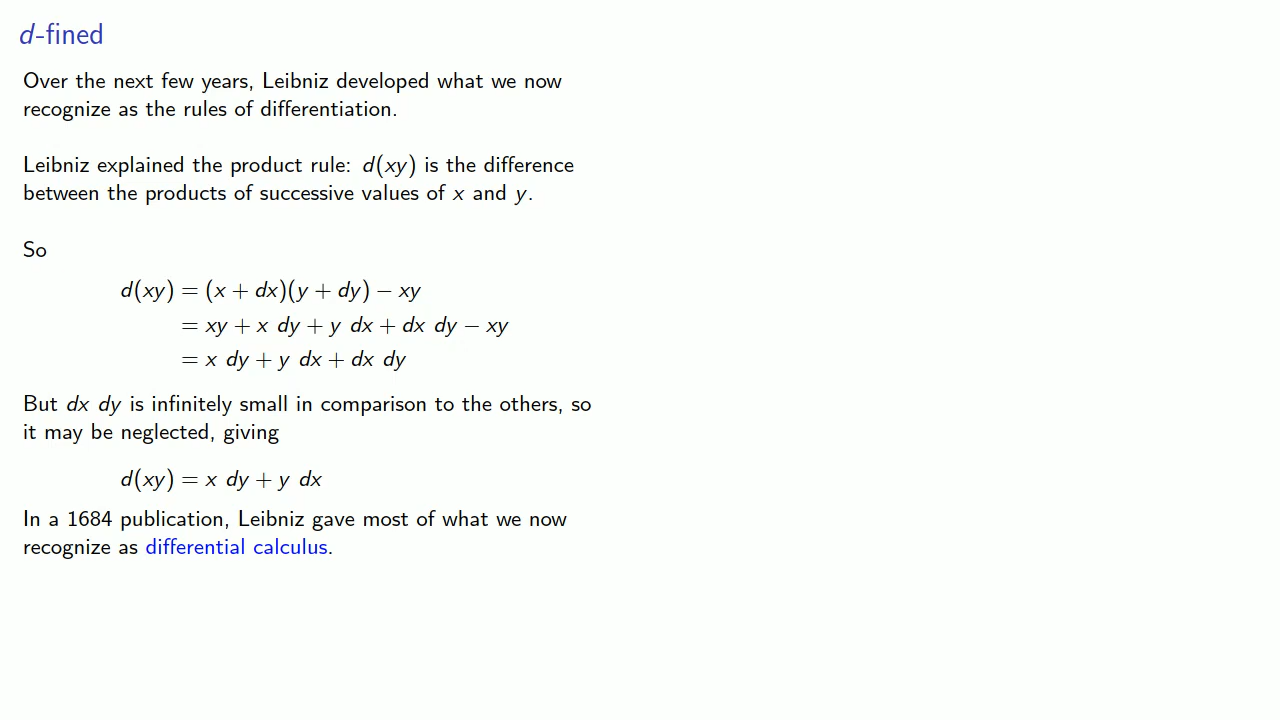 d-fined
Over the next few years, Leibniz developed what we now
recognize as the rules of differentiation.
Leibniz explained the product rule: d(xy) is the difference
between the products of successive values of x and y.
So
d(xy) = (x + dx)(y + dy) − xy
= xy + x dy + y dx + dx dy − xy
= x dy + y dx + dx dy
But dx dy is infinitely small in comparison to the others, so
it may be neglected, giving
d(xy) = x dy + y dx
In a 1684 publication, Leibniz gave most of what we now
recognize as differential calculus.